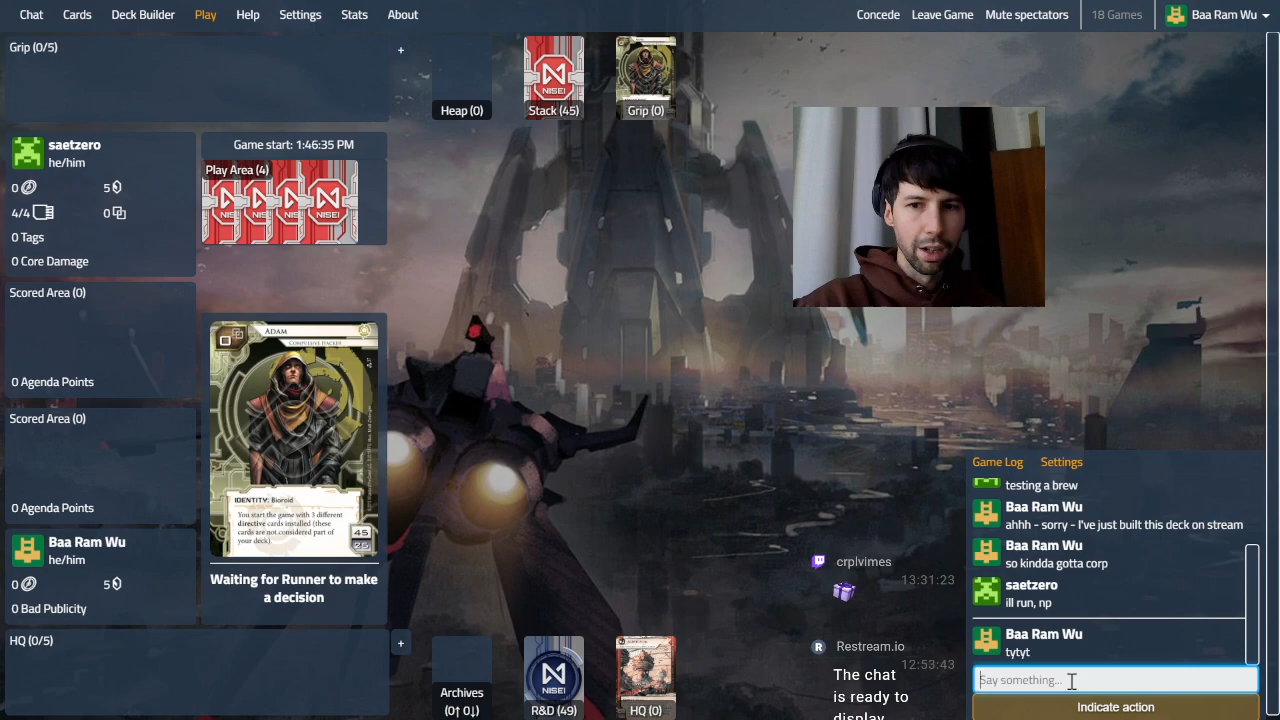 Chat Cards Deck Builder Play Help Settings Stats About
Concede Leave Game Mute spectators 18 Games Baa Ram Wu
Grip (0/5)
+
Heap (0)
NISEI
Stack (45)
Grip (0)
saetzero
he/him
0 5
4/4 0
0 Tags
0 Core Damage
Game start: 1:46:35 PM
Play Area (4)
NISEI
Scored Area (0)
0 Agenda Points
Scored Area (0)
0 Agenda Points
ADAM
COMPULSIVE HACKER
IDENTITY: Bioroid
You start the game with 3 different
directive cards installed (these
cards are not considered part of
your deck).
45
25
Waiting for Runner to make
a decision
Baa Ram Wu
he/him
0 5
0 Bad Publicity
HQ (0/5)
+
Archives
(0↑ 0↓)
NISEI
R&D (49)
HQ (0)
crplvimes
13:31:23
Restream.io
12:53:43
The chat
is ready to
display
Game Log Settings
testing a brew
Baa Ram Wu
ahhh - sorry - I've just built this deck on stream
Baa Ram Wu
so kindda gotta corp
saetzero
ill run, np
Baa Ram Wu
tytyt
Say something...
Indicate action